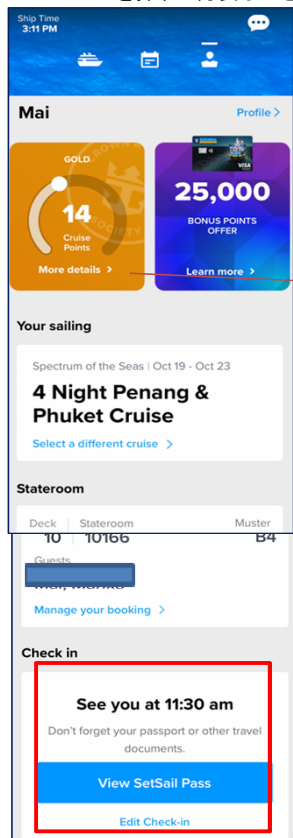 Ship Time
3:11 PM
Mai
Profile >
GOLD
14
Cruise
Points
More details >
VISA
25,000
BONUS POINTS
OFFER
Learn more >
Your sailing
Spectrum of the Seas | Oct 19 - Oct 23
4 Night Penang &
Phuket Cruise
Select a different cruise >
Stateroom
Deck Stateroom Muster
10 10166 B4
Guests
Manage your booking >
Check in
See you at 11:30 am
Don't forget your passport or other travel
documents.
View SetSail Pass
Edit Check-in